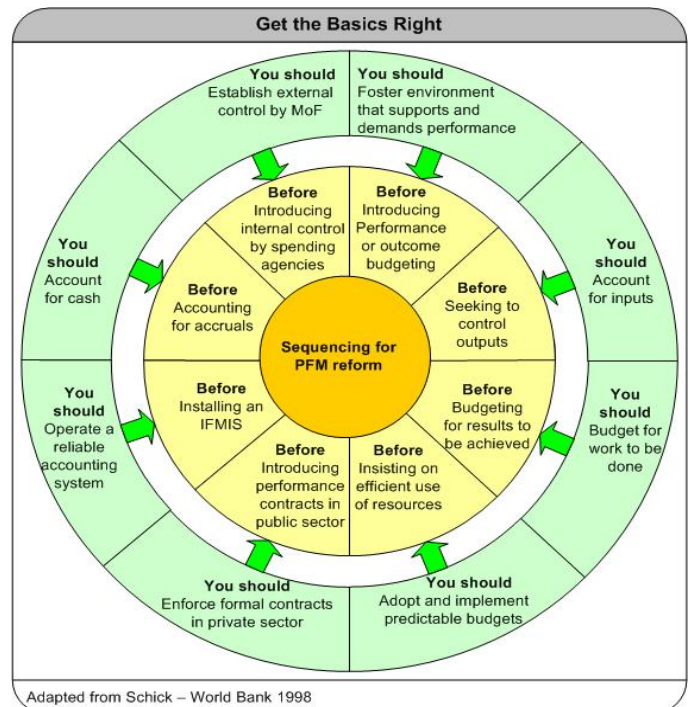 Get the Basics Right
You should
Establish external
control by MoF
You should
Foster environment
that supports and
demands performance
Before
Introducing
internal control
by spending
agencies
Before
Introducing
Performance
or outcome
budgeting
You
should
Account
for cash
Before
Accounting
for accruals
Before
Seeking to
control
outputs
You
should
Account
for inputs
Sequencing for
PFM reform
You
should
Operate a
reliable
accounting
system
Before
Installing an
IFMIS
Before
Budgeting
for results to
be achieved
You
should
Budget for
work to be
done
Before
Introducing
performance
contracts in
public sector
Before
Insisting on
efficient use
of resources
You should
Enforce formal contracts
in private sector
You should
Adopt and implement
predictable budgets
Adapted from Schick – World Bank 1998